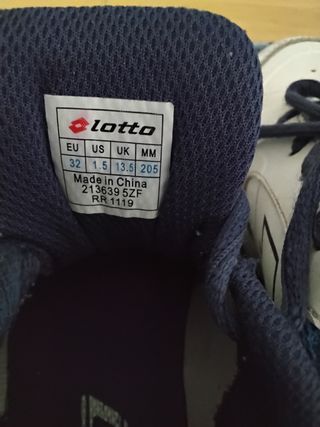 lotto
EU US UK MM
32 1.5 13.5 205
Made in China
213639 5ZF
RR 1119